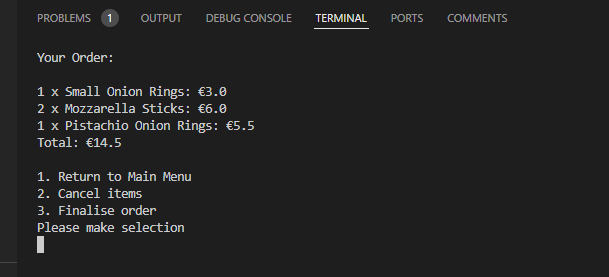 PROBLEMS 1 OUTPUT DEBUG CONSOLE TERMINAL PORTS COMMENTS
Your Order:
1 x Small Onion Rings: €3.0
2 x Mozzarella Sticks: €6.0
1 x Pistachio Onion Rings: €5.5
Total: €14.5
1. Return to Main Menu
2. Cancel items
3. Finalise order
Please make selection